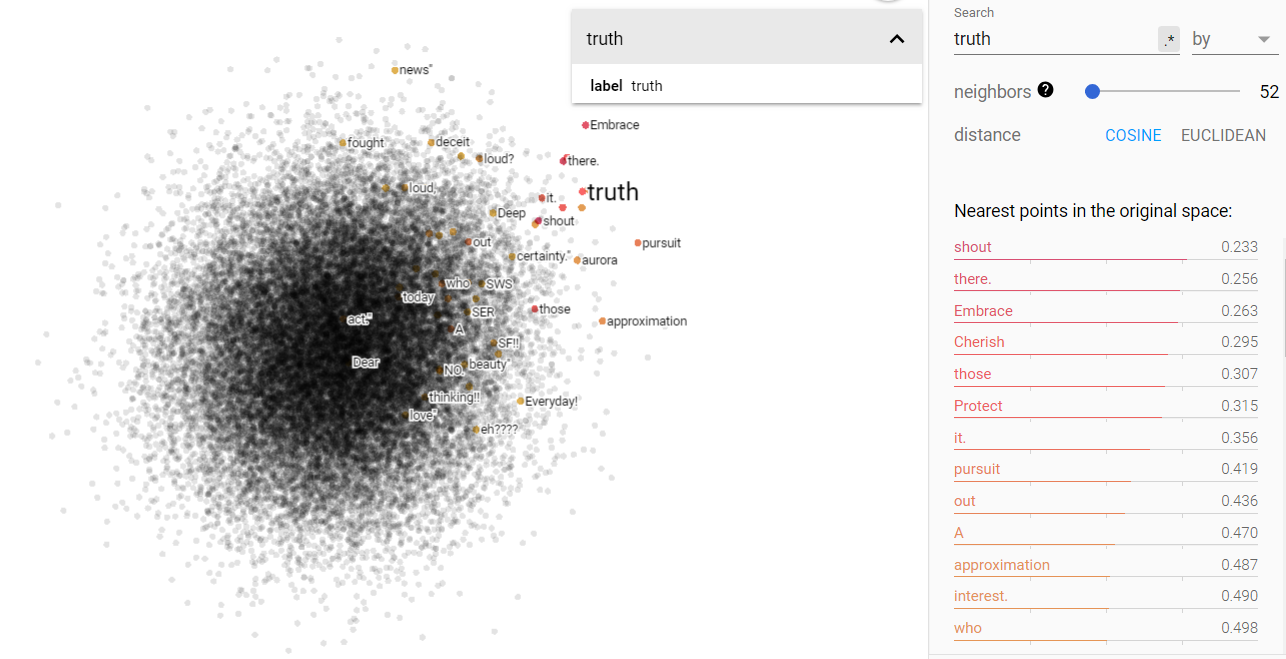 truth
label truth
news"
Embrace
fought
deceit
loud?
there.
loud,
truth
it.
Deep
shout
out
pursuit
certainty."
aurora
who
SWS
today
SER
those
act."
A
approximation
SF!!
Dear
NO.
beauty"
thinking!!
Everyday!
love"
eh????
Search
truth .* by
neighbors ? 52
distance COSINE EUCLIDEAN
Nearest points in the original space:
shout 0.233
there. 0.256
Embrace 0.263
Cherish 0.295
those 0.307
Protect 0.315
it. 0.356
pursuit 0.419
out 0.436
A 0.470
approximation 0.487
interest. 0.490
who 0.498